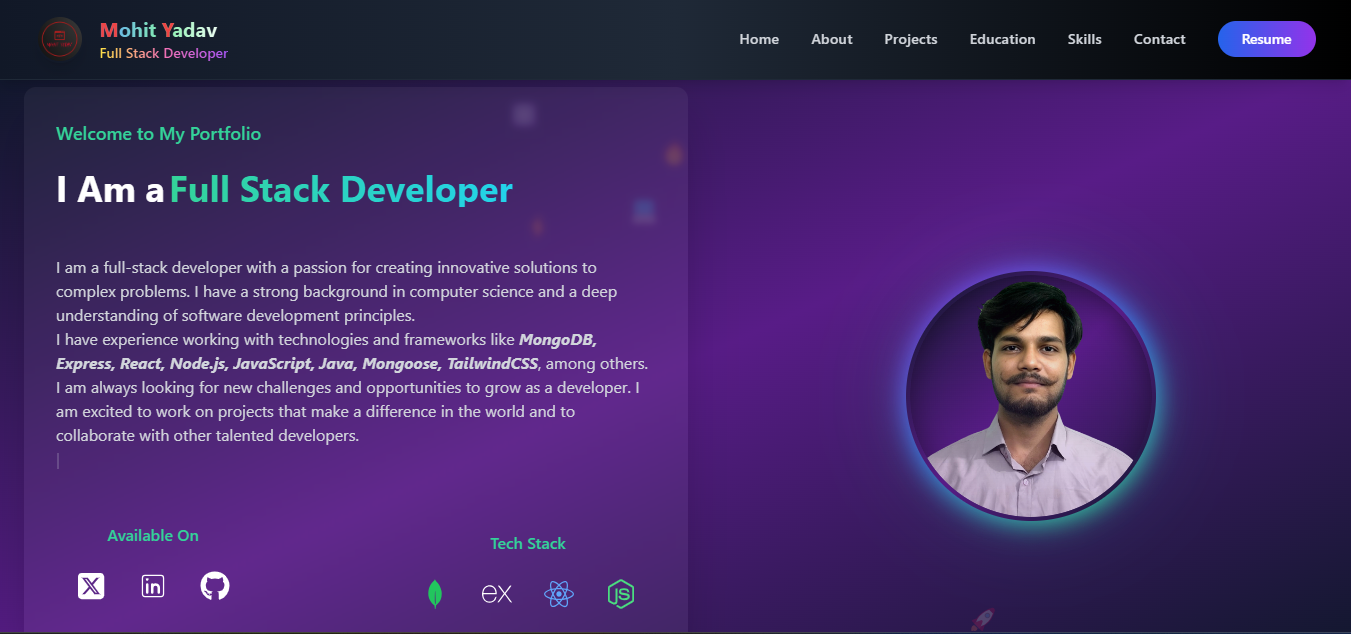 Mohit Yadav
Full Stack Developer
Home
About
Projects
Education
Skills
Contact
Resume
Welcome to My Portfolio
I Am a Full Stack Developer
I am a full-stack developer with a passion for creating innovative solutions to
complex problems. I have a strong background in computer science and a deep
understanding of software development principles.
I have experience working with technologies and frameworks like MongoDB,
Express, React, Node.js, JavaScript, Java, Mongoose, TailwindCSS, among others.
I am always looking for new challenges and opportunities to grow as a developer. I
am excited to work on projects that make a difference in the world and to
collaborate with other talented developers.
Available On
Tech Stack
X
in
ex
JS